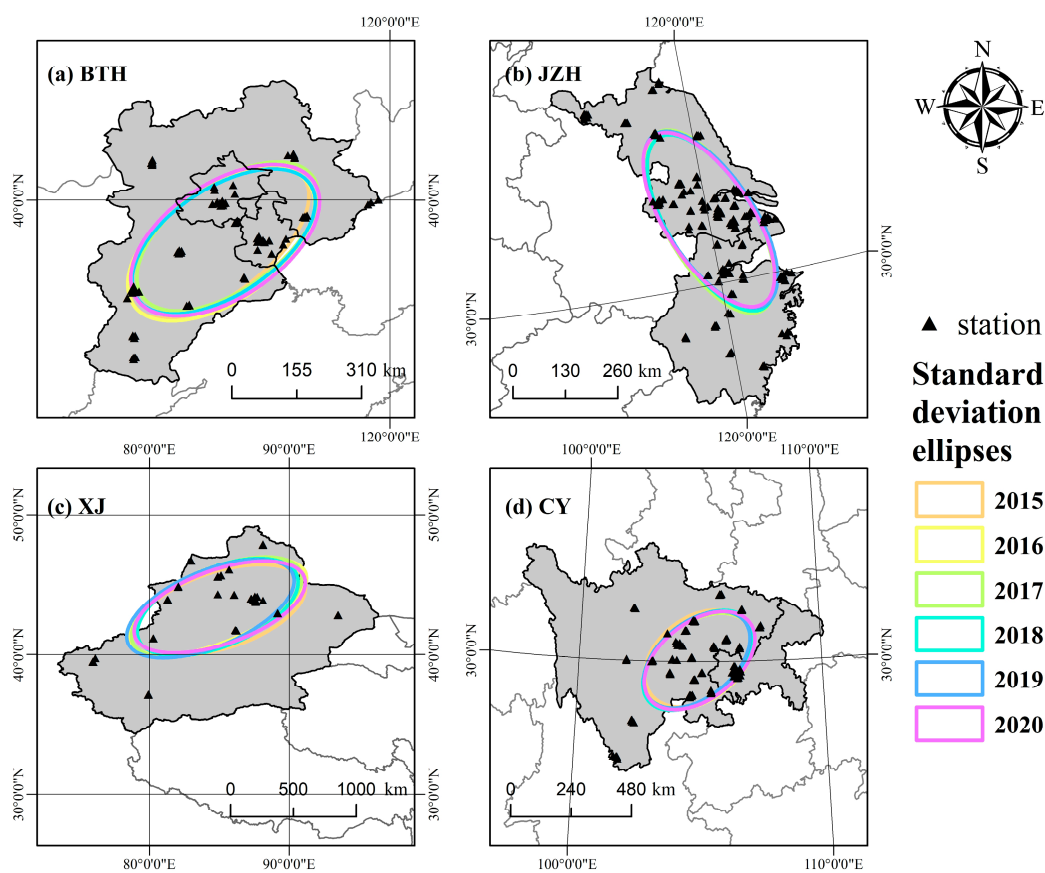 120°0'0"E
120°0'0"E
(a) BTH
(b) JZH
N
W
E
S
40°0'0"N
40°0'0"N
30°0'0"N
30°0'0"N
0 155 310 km
0 130 260 km
120°0'0"E
120°0'0"E
station
Standard
deviation
ellipses
2015
2016
2017
2018
2019
2020
80°0'0"E
90°0'0"E
100°0'0"E
110°0'0"E
(c) XJ
(d) CY
50°0'0"N
50°0'0"N
40°0'0"N
40°0'0"N
30°0'0"N
30°0'0"N
30°0'0"N
30°0'0"N
0 500 1000 km
0 240 480 km
80°0'0"E
90°0'0"E
100°0'0"E
110°0'0"E